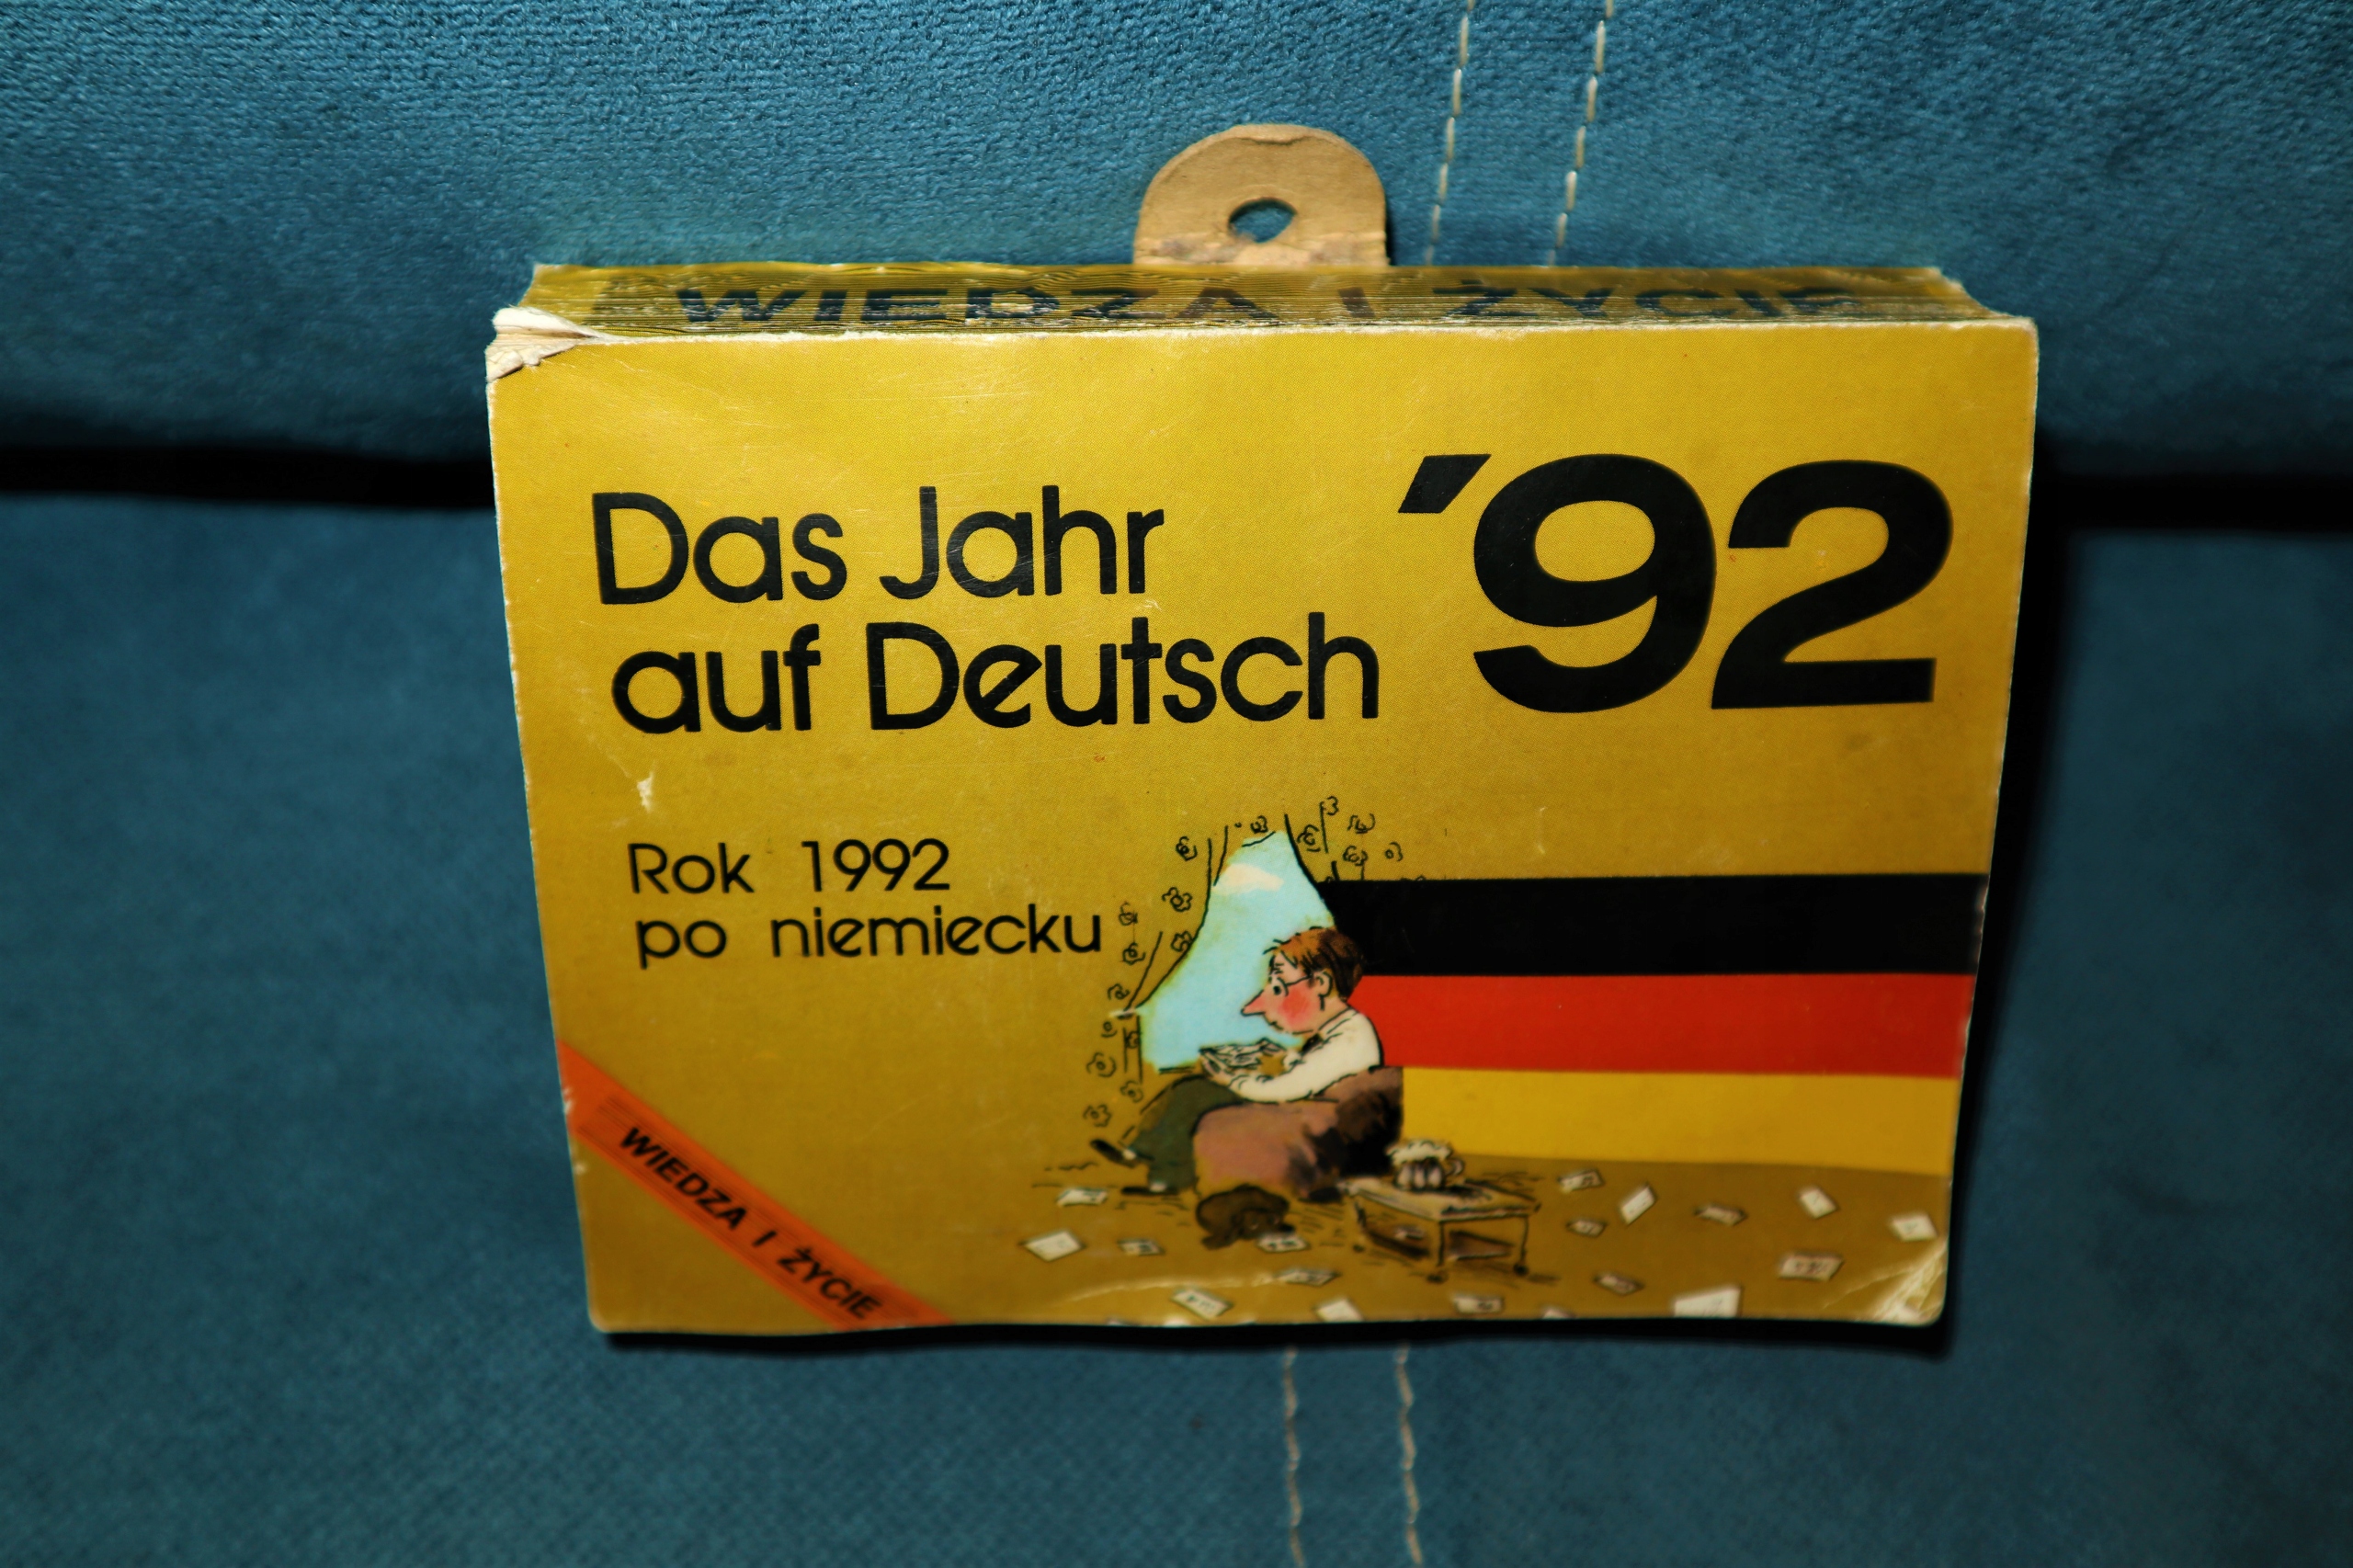 WIEDZA I ŻYCIE
Das Jahr
auf Deutsch
'92
Rok 1992
po niemiecku
WIEDZA I ŻYCIE